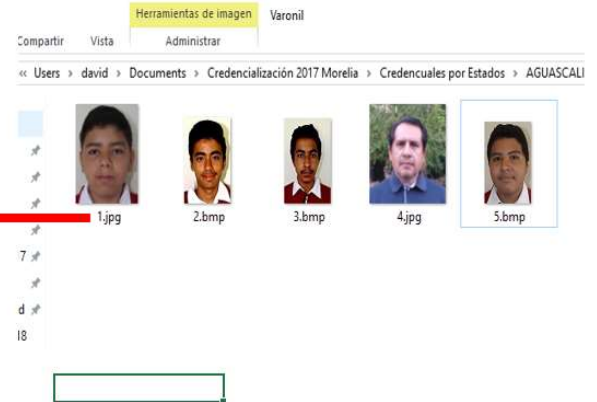 Herramientas de imagen Varonil
Compartir Vista Administrar
« Users › david › Documents › Credencialización 2017 Morelia › Credencuales por Estados › AGUASCALI
1.jpg 2.bmp 3.bmp 4.jpg 5.bmp
7
d
18